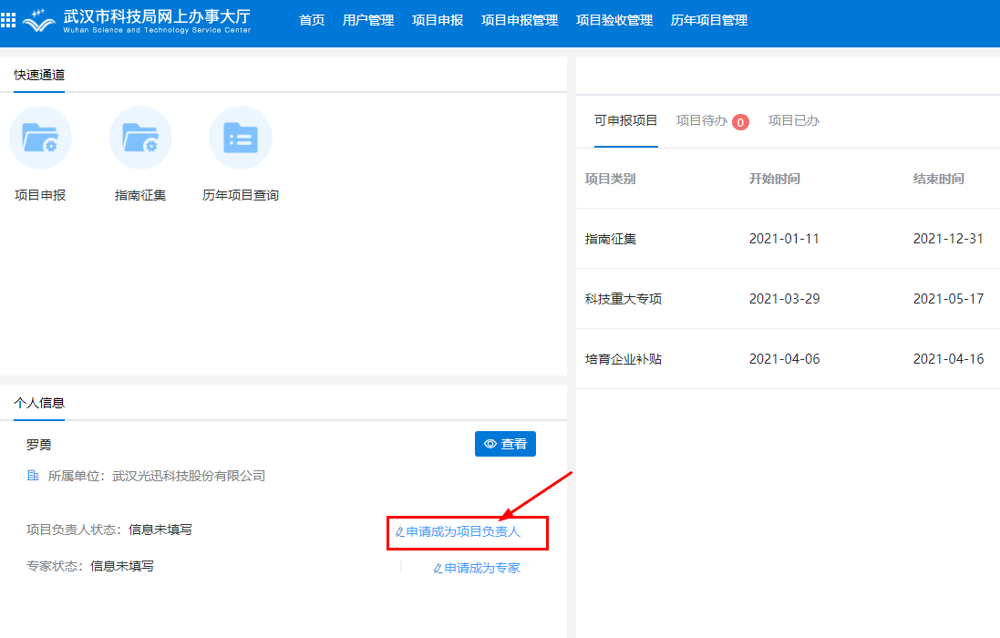 武汉市科技局网上办事大厅
Wuhan Science and Technology Service Center
首页 用户管理 项目申报 项目申报管理 项目验收管理 历年项目管理
快速通道
项目申报 指南征集 历年项目查询
可申报项目 项目待办 0 项目已办
项目类别 开始时间 结束时间
指南征集 2021-01-11 2021-12-31
科技重大专项 2021-03-29 2021-05-17
培育企业补贴 2021-04-06 2021-04-16
个人信息
罗勇 查看
所属单位：武汉光迅科技股份有限公司
项目负责人状态：信息未填写 申请成为项目负责人
专家状态：信息未填写 申请成为专家